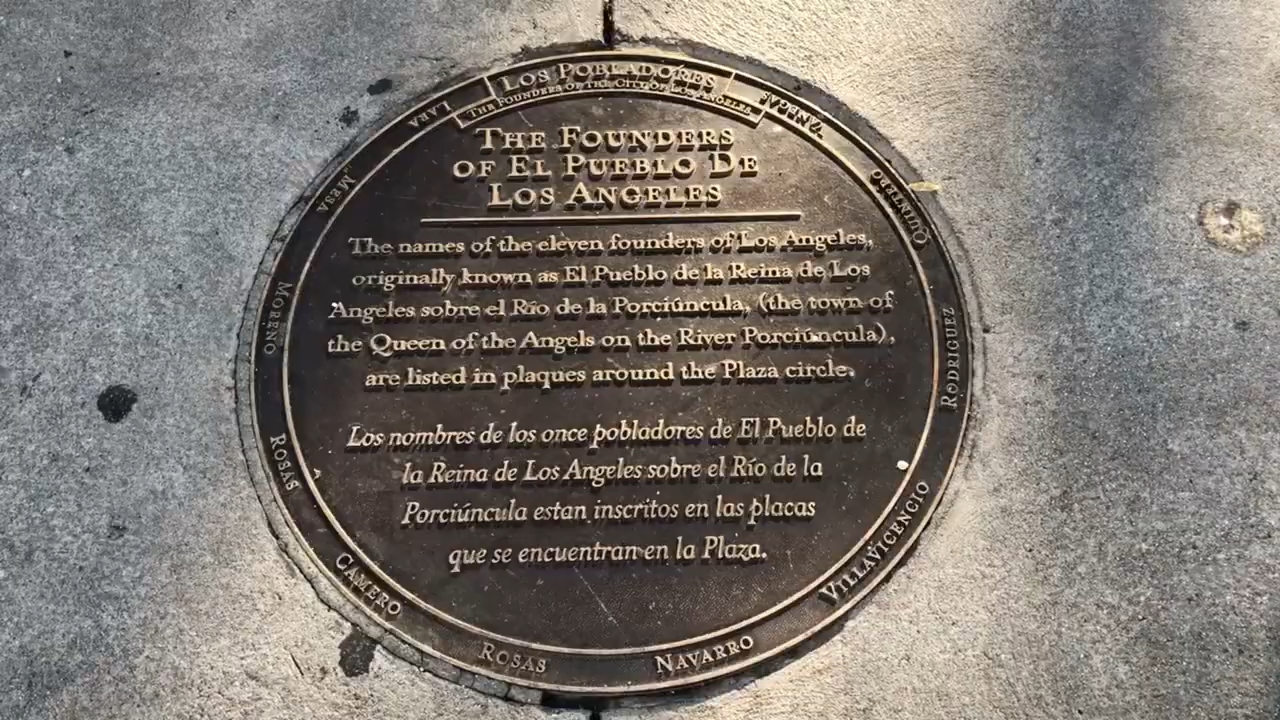 LOS POBLADORES
THE FOUNDERS OF THE CITY OF LOS ANGELES
THE FOUNDERS
OF EL PUEBLO DE
LOS ANGELES
The names of the eleven founders of Los Angeles,
originally known as El Pueblo de la Reina de Los
Angeles sobre el Río de la Porciúncula, (the town of
the Queen of the Angels on the River Porciúncula),
are listed in plaques around the Plaza circle.
Los nombres de los once pobladores de El Pueblo de
la Reina de Los Angeles sobre el Río de la
Porciúncula estan inscritos en las placas
que se encuentran en la Plaza.
VANEGAS
QUINTERO
RODRIGUEZ
VILLAVICENCIO
NAVARRO
ROSAS
CAMERO
ROSAS
MORENO
MESA
LARA